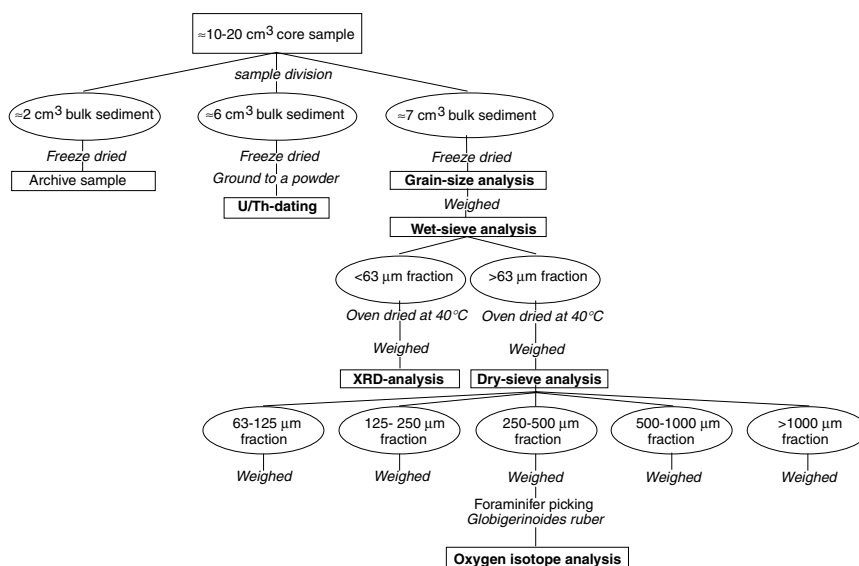 ≈10-20 cm³ core sample
sample division
≈2 cm³ bulk sediment
≈6 cm³ bulk sediment
≈7 cm³ bulk sediment
Freeze dried
Freeze dried
Freeze dried
Archive sample
Ground to a powder
Grain-size analysis
U/Th-dating
Weighed
Wet-sieve analysis
<63 µm fraction
>63 µm fraction
Oven dried at 40°C
Oven dried at 40°C
Weighed
Weighed
XRD-analysis
Dry-sieve analysis
63-125 µm
fraction
125- 250 µm
fraction
250-500 µm
fraction
500-1000 µm
fraction
>1000 µm
fraction
Weighed
Weighed
Weighed
Weighed
Weighed
Foraminifer picking
Globigerinoides ruber
Oxygen isotope analysis